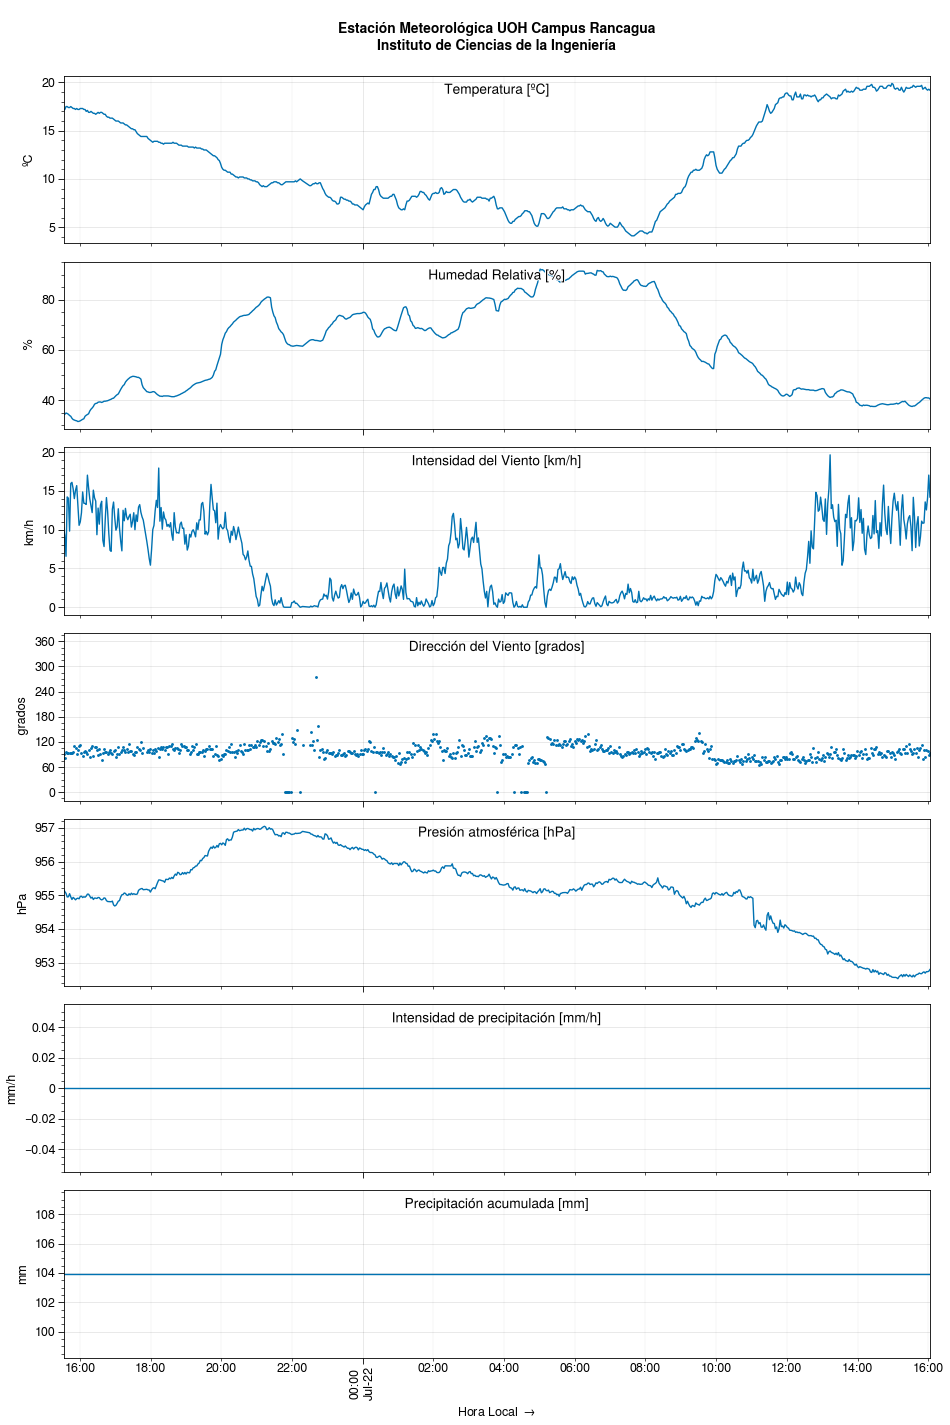 Estación Meteorológica UOH Campus Rancagua
Instituto de Ciencias de la Ingeniería
Temperatura [ºC]
20
15
10
5
ºC
Humedad Relativa [%]
80
60
40
%
Intensidad del Viento [km/h]
20
15
10
5
0
km/h
Dirección del Viento [grados]
360
300
240
180
120
60
0
grados
Presión atmosférica [hPa]
957
956
955
954
953
hPa
Intensidad de precipitación [mm/h]
0.04
0.02
0
−0.02
−0.04
mm/h
Precipitación acumulada [mm]
108
106
104
102
100
mm
16:00 18:00 20:00 22:00 00:00 02:00 04:00 06:00 08:00 10:00 12:00 14:00 16:00
Jul-22
Hora Local →